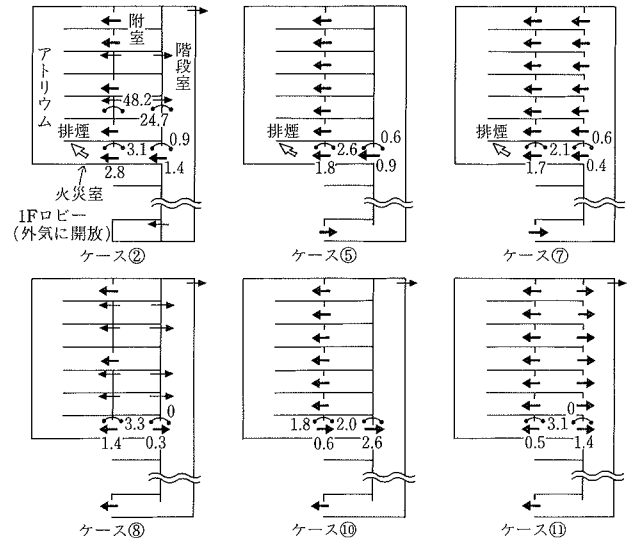 アトリウム
附室
階段室
48.2
24.7
排煙
3.1
0.9
2.8
1.4
火災室
1Fロビー
(外気に開放)
ケース②
排煙
2.6
0.6
1.8
0.9
ケース⑤
排煙
2.1
0.6
1.7
0.4
ケース⑦
3.3
0
1.4
0.3
ケース⑧
1.8
2.0
0.6
2.6
ケース⑩
0
3.1
0.5
1.4
ケース⑪